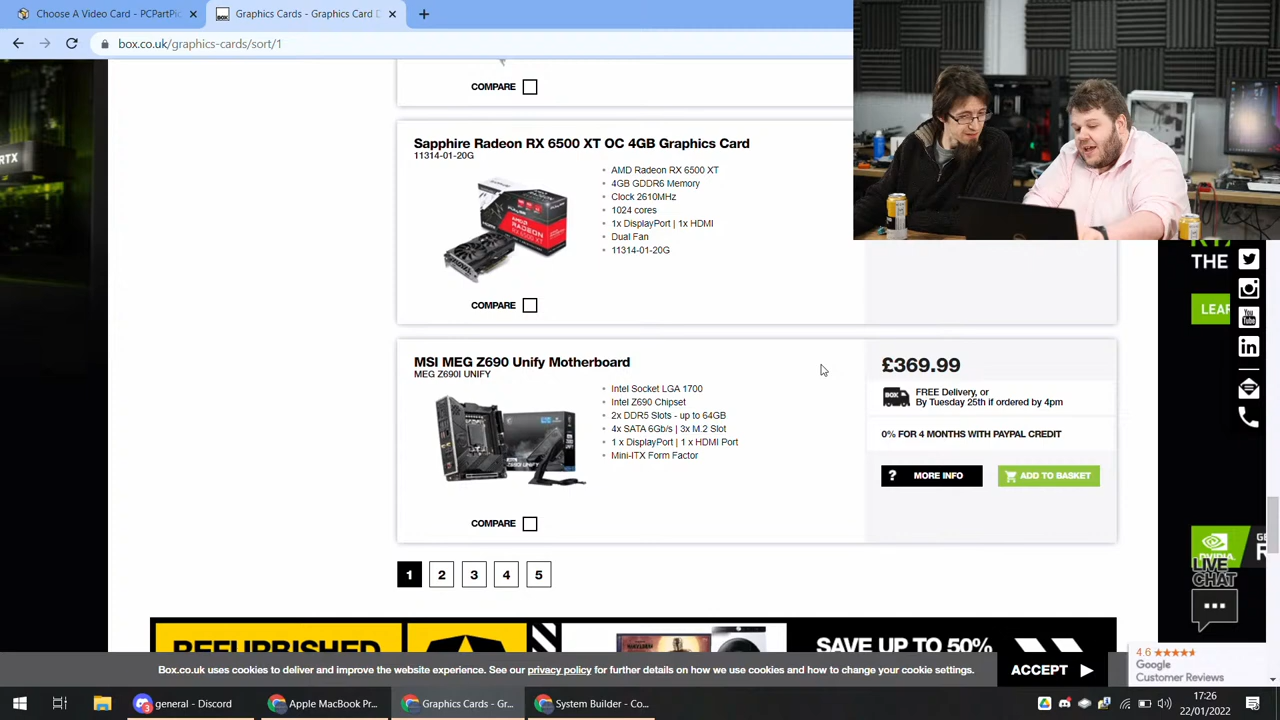 Choose A Video Card - PCPartPic
Graphics Cards - Graphic Card D
box.co.uk/graphics-cards/sort/1
RTX
COMPARE
Sapphire Radeon RX 6500 XT OC 4GB Graphics Card
11314-01-20G
AMD Radeon RX 6500 XT
4GB GDDR6 Memory
Clock 2610MHz
1024 cores
1x DisplayPort | 1x HDMI
Dual Fan
11314-01-20G
COMPARE
THE
LEAR
MSI MEG Z690 Unify Motherboard
MEG Z690I UNIFY
Intel Socket LGA 1700
Intel Z690 Chipset
2x DDR5 Slots - up to 64GB
4x SATA 6Gb/s | 3x M.2 Slot
1 x DisplayPort | 1 x HDMI Port
Mini-ITX Form Factor
COMPARE
£369.99
BOX
FREE Delivery, or
By Tuesday 25th if ordered by 4pm
0% FOR 4 MONTHS WITH PAYPAL CREDIT
? MORE INFO
ADD TO BASKET
You Tube
in
1 2 3 4 5
NVIDIA
LIVE
CHAT
REFURBISHED
SAVE UP TO 50%
Box.co.uk uses cookies to deliver and improve the website experience. See our privacy policy for further details on how we use cookies and how to change your cookie settings.
ACCEPT
4.6
Google
Customer Reviews
general - Discord
Apple MacBook Pr...
Graphics Cards - Gr...
System Builder - Co...
17:26
22/01/2022